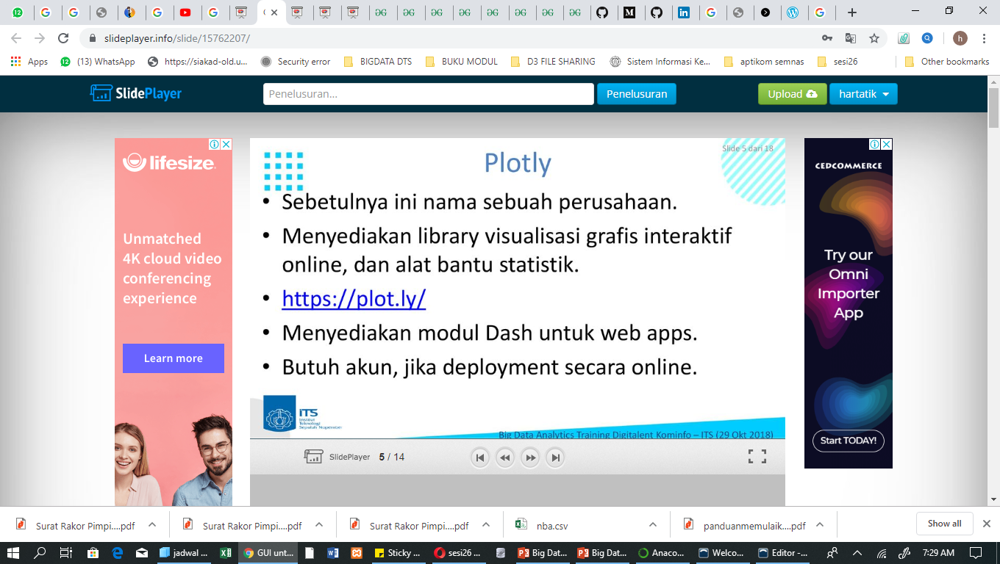 slideplayer.info/slide/15762207/
Apps
(13) WhatsApp
https://siakad-old.u...
Security error
BIGDATA DTS
BUKU MODUL
D3 FILE SHARING
Sistem Informasi Ke...
aptikom semnas
sesi26
Other bookmarks
SlidePlayer
Penelusuran...
Penelusuran
Upload
hartatik
lifesize
Unmatched
4K cloud video
conferencing
experience
Learn more
Slide 5 dari 18
Plotly
• Sebetulnya ini nama sebuah perusahaan.
• Menyediakan library visualisasi grafis interaktif
online, dan alat bantu statistik.
• https://plot.ly/
• Menyediakan modul Dash untuk web apps.
• Butuh akun, jika deployment secara online.
ITS
Institut
Teknologi
Sepuluh Nopember
Big Data Analytics Training Digitalent Kominfo – ITS (29 Okt 2018)
SlidePlayer
5 / 14
CEDCOMMERCE
Try our
Omni
Importer
App
Start TODAY!
Surat Rakor Pimpi....pdf
Surat Rakor Pimpi....pdf
Surat Rakor Pimpi....pdf
nba.csv
panduanmemulaik....pdf
Show all
jadwal ...
GUI unt...
Sticky ...
sesi26 ...
Big Dat...
Big Dat...
Anaco...
Welco...
Editor -...
7:29 AM